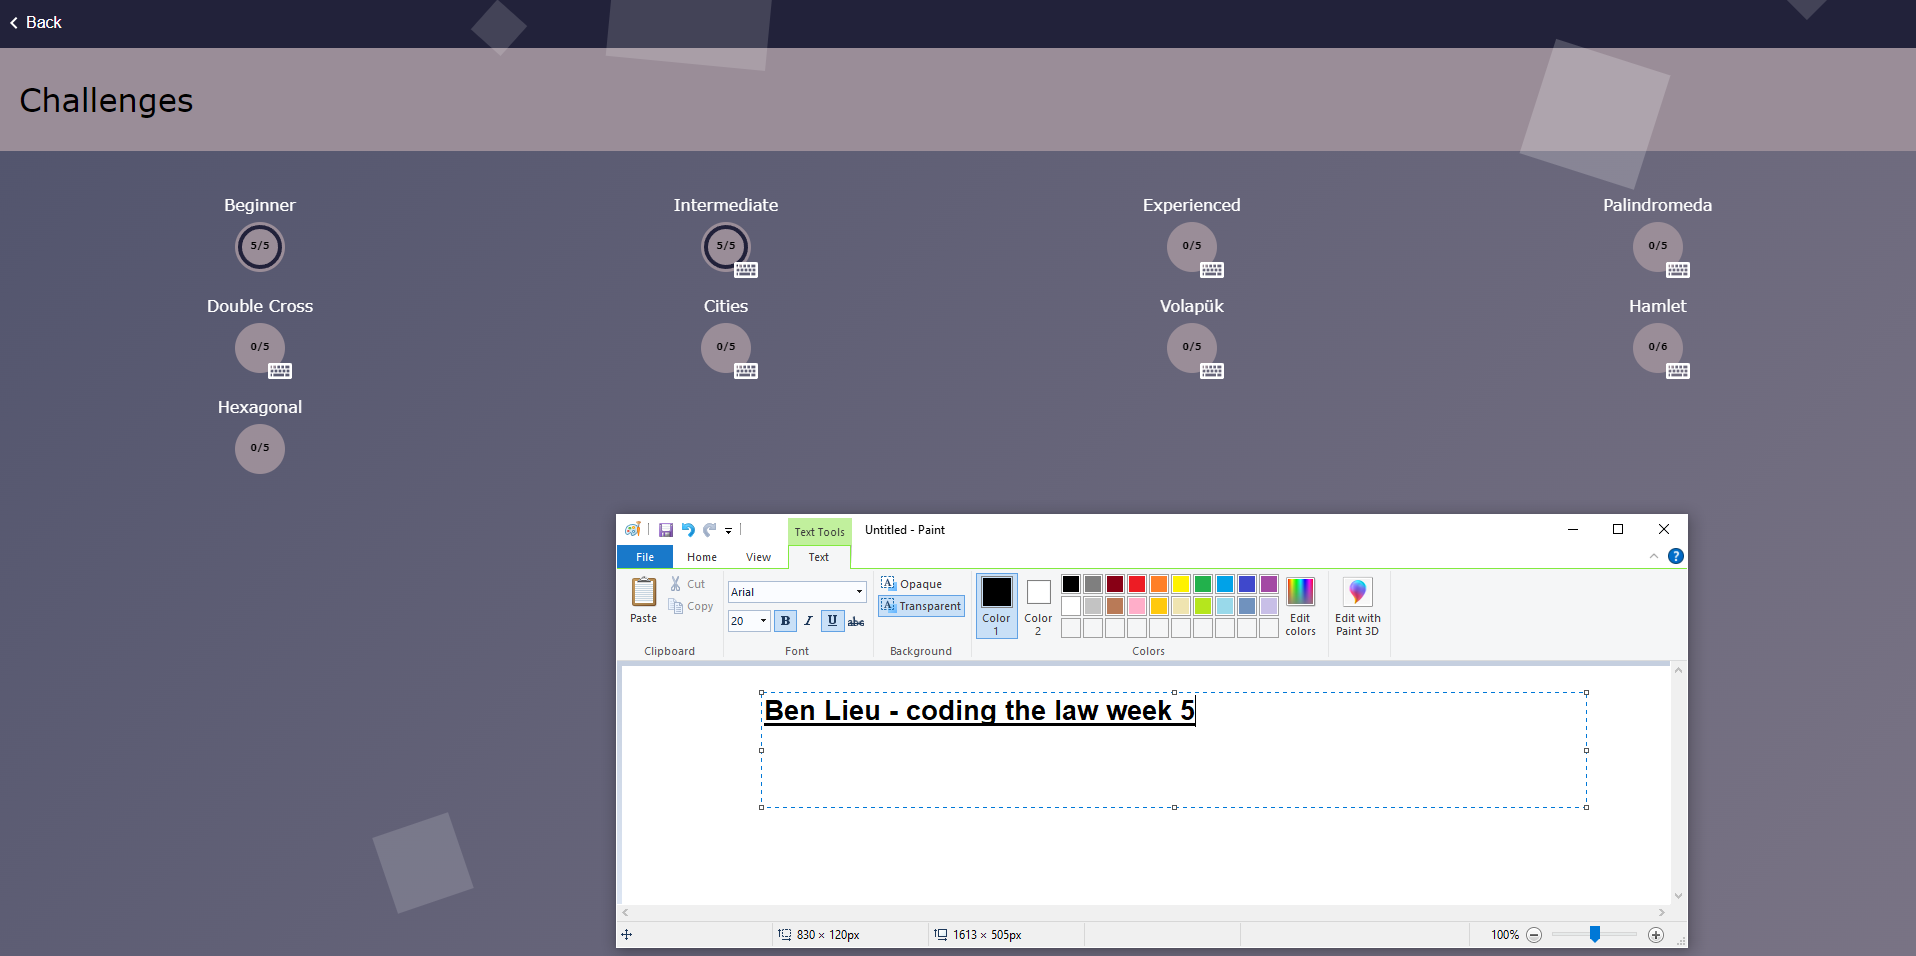 Back
Challenges
Beginner
5/5
Intermediate
5/5
Experienced
0/5
Palindromeda
0/5
Double Cross
0/5
Cities
0/5
Volapük
0/5
Hamlet
0/6
Hexagonal
0/5
Text Tools
Untitled - Paint
File
Home
View
Text
Paste
Cut
Copy
Clipboard
Arial
20
B
I
U
abc
Font
A Opaque
A Transparent
Background
Color
1
Color
2
Edit
colors
Colors
Edit with
Paint 3D
?
Ben Lieu - coding the law week 5
830 × 120px
1613 × 505px
100%